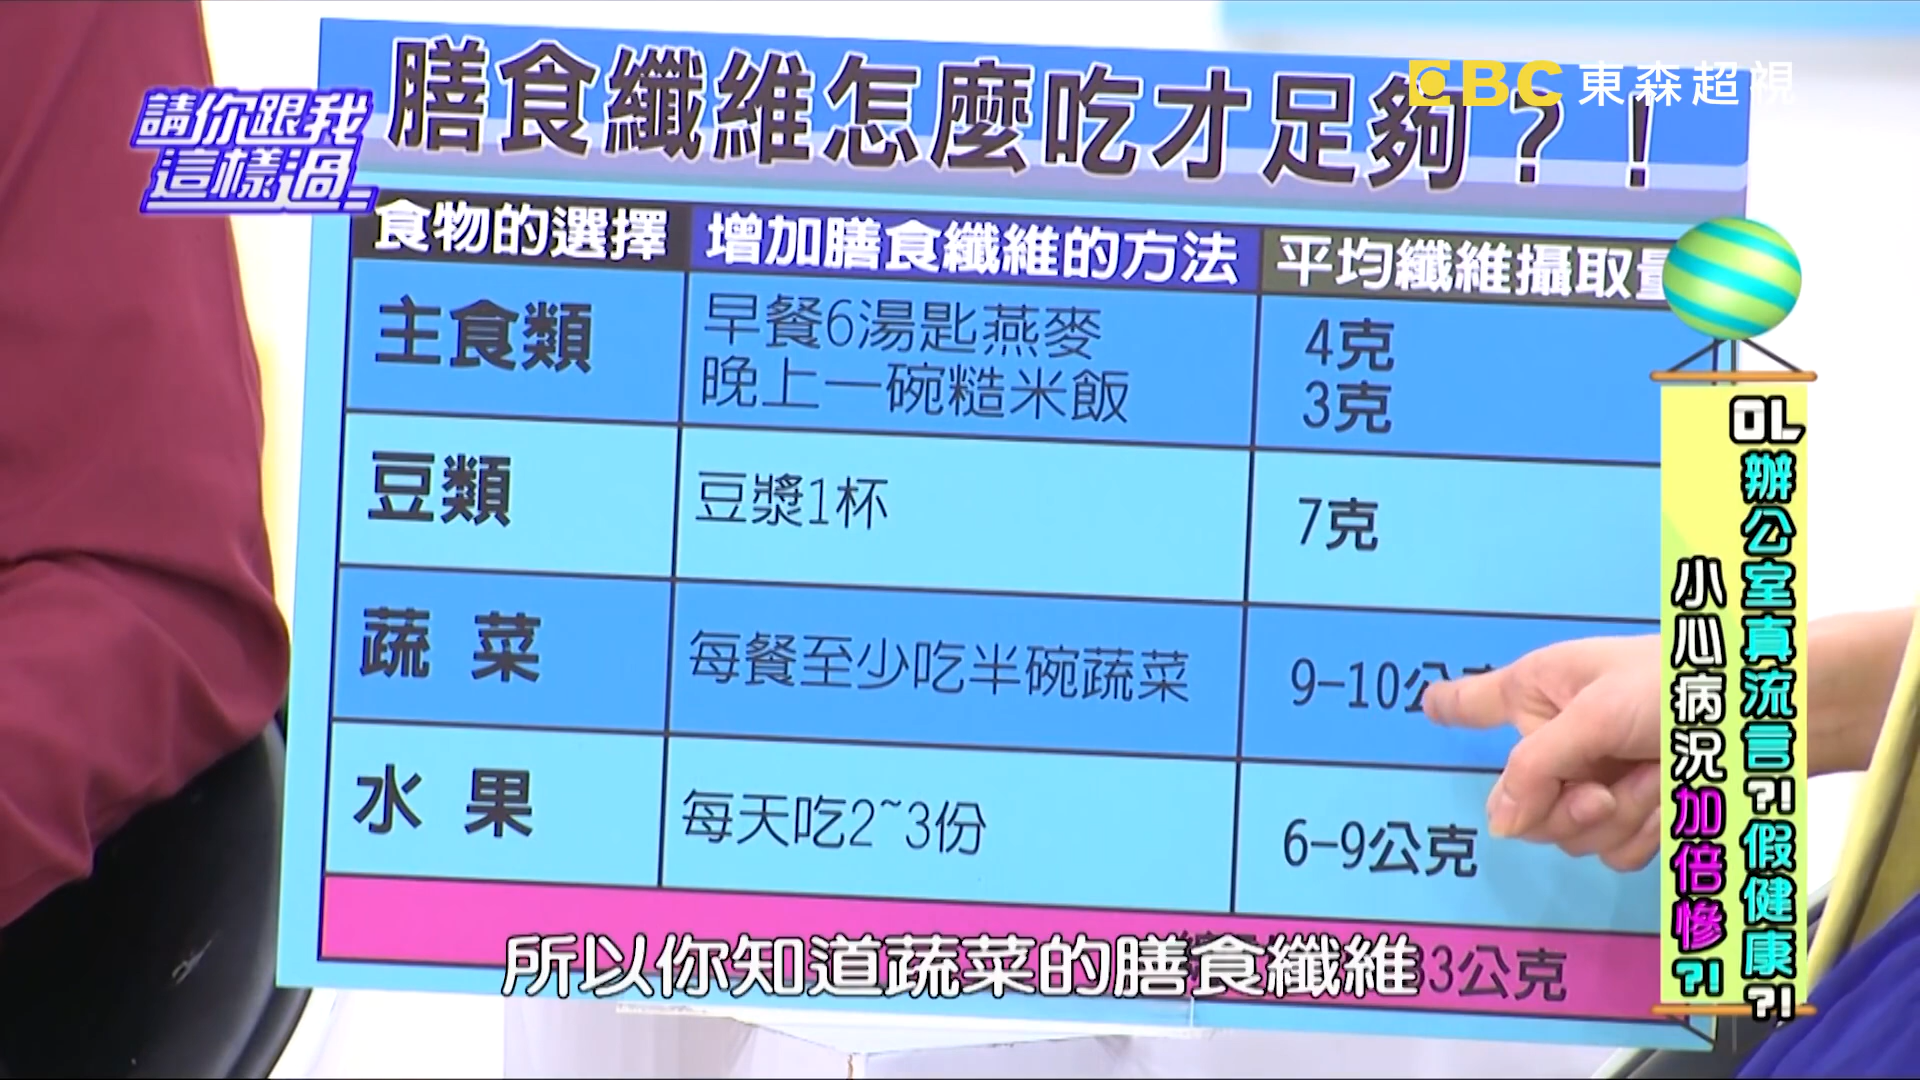 膳食纖維怎麼吃才足夠?!
EBC 東森超視
請你跟我
這樣過
食物的選擇 增加膳食纖維的方法 平均纖維攝取量
主食類 早餐6湯匙燕麥 4克
晚上一碗糙米飯 3克
豆類 豆漿1杯 7克
蔬菜 每餐至少吃半碗蔬菜 9-10公克
水果 每天吃2~3份 6-9公克
3公克
OL辦公室真流言?!假健康?!
小心病況加倍慘?!
所以你知道蔬菜的膳食纖維